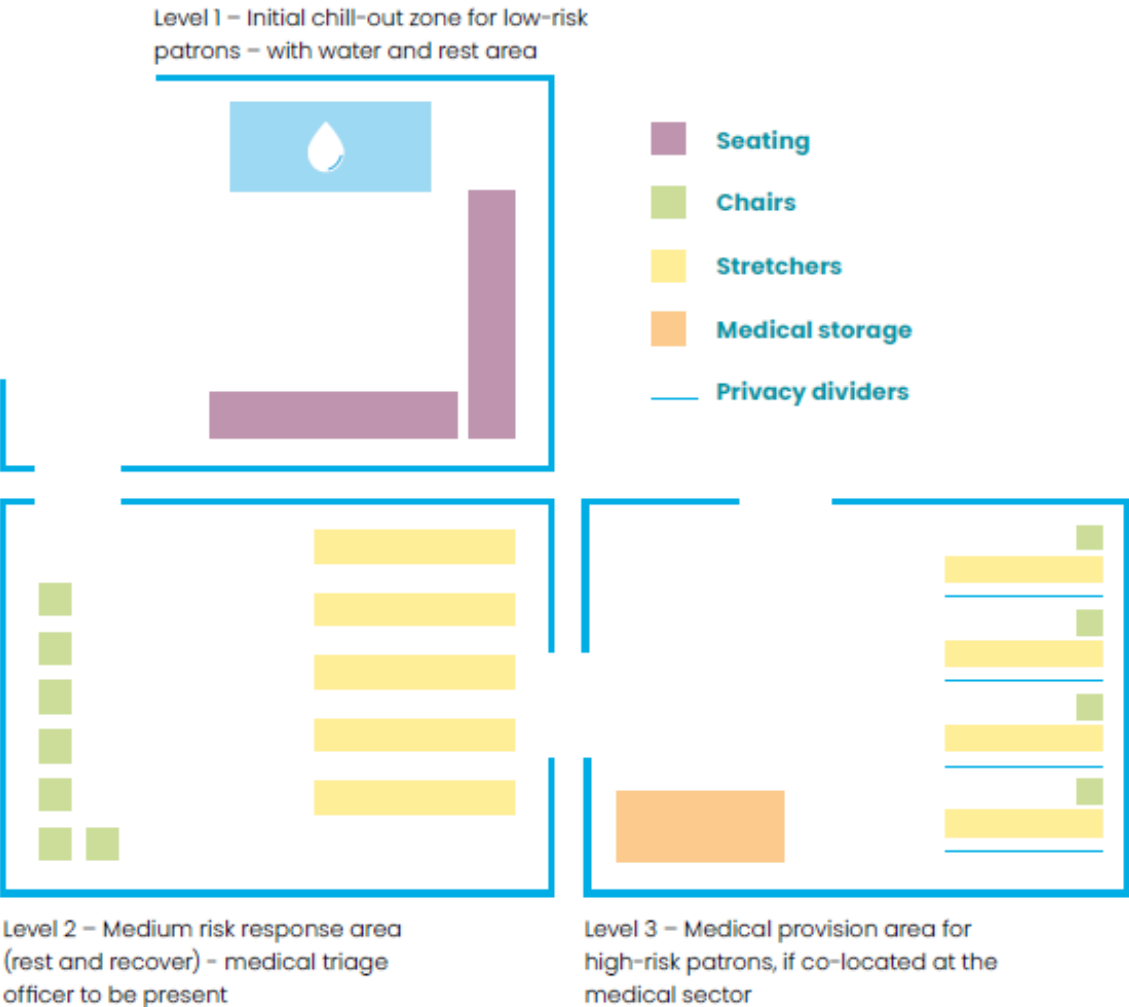 Level 1 – Initial chill-out zone for low-risk
patrons – with water and rest area
Seating
Chairs
Stretchers
Medical storage
Privacy dividers
Level 2 – Medium risk response area
(rest and recover) - medical triage
officer to be present
Level 3 – Medical provision area for
high-risk patrons, if co-located at the
medical sector